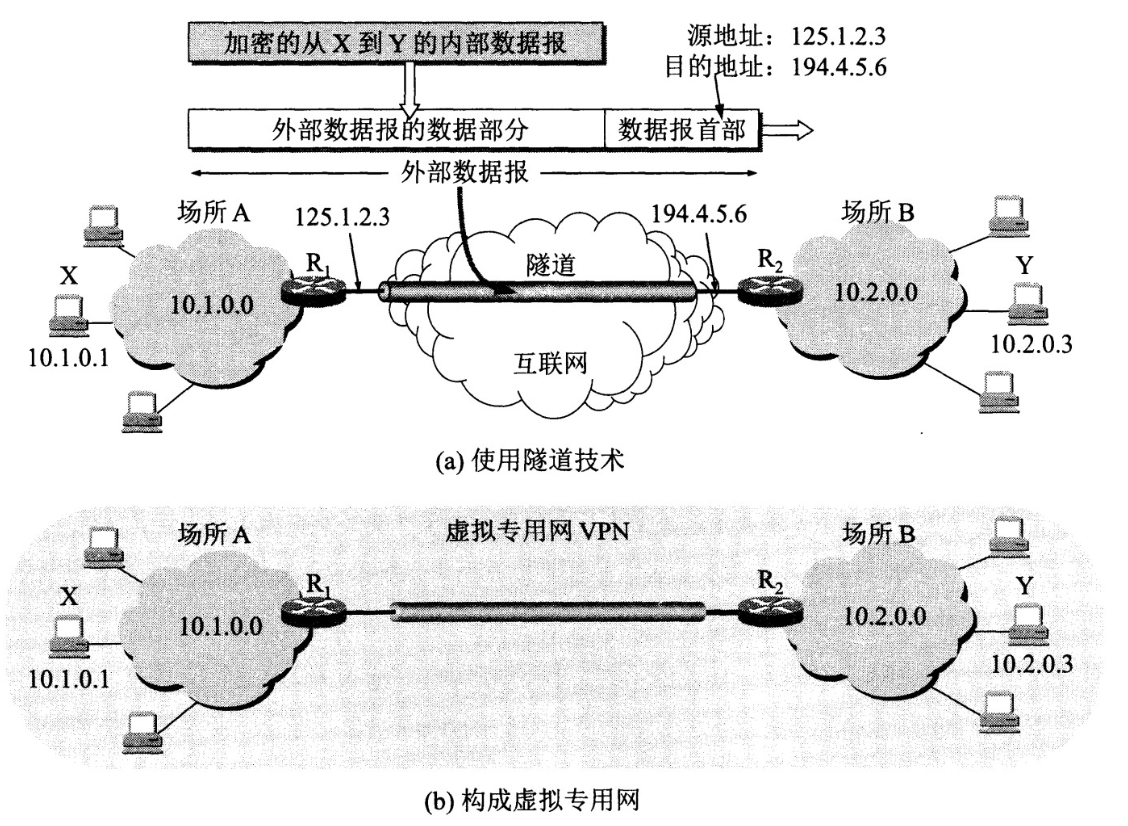 加密的从 X 到 Y 的内部数据报
源地址：125.1.2.3
目的地址：194.4.5.6
外部数据报的数据部分
数据报首部
外部数据报
场所 A
125.1.2.3
194.4.5.6
场所 B
X
R1
隧道
R2
Y
10.1.0.0
10.2.0.0
10.1.0.1
互联网
10.2.0.3
(a) 使用隧道技术
场所 A
虚拟专用网 VPN
场所 B
X
R1
R2
Y
10.1.0.0
10.2.0.0
10.1.0.1
10.2.0.3
(b) 构成虚拟专用网